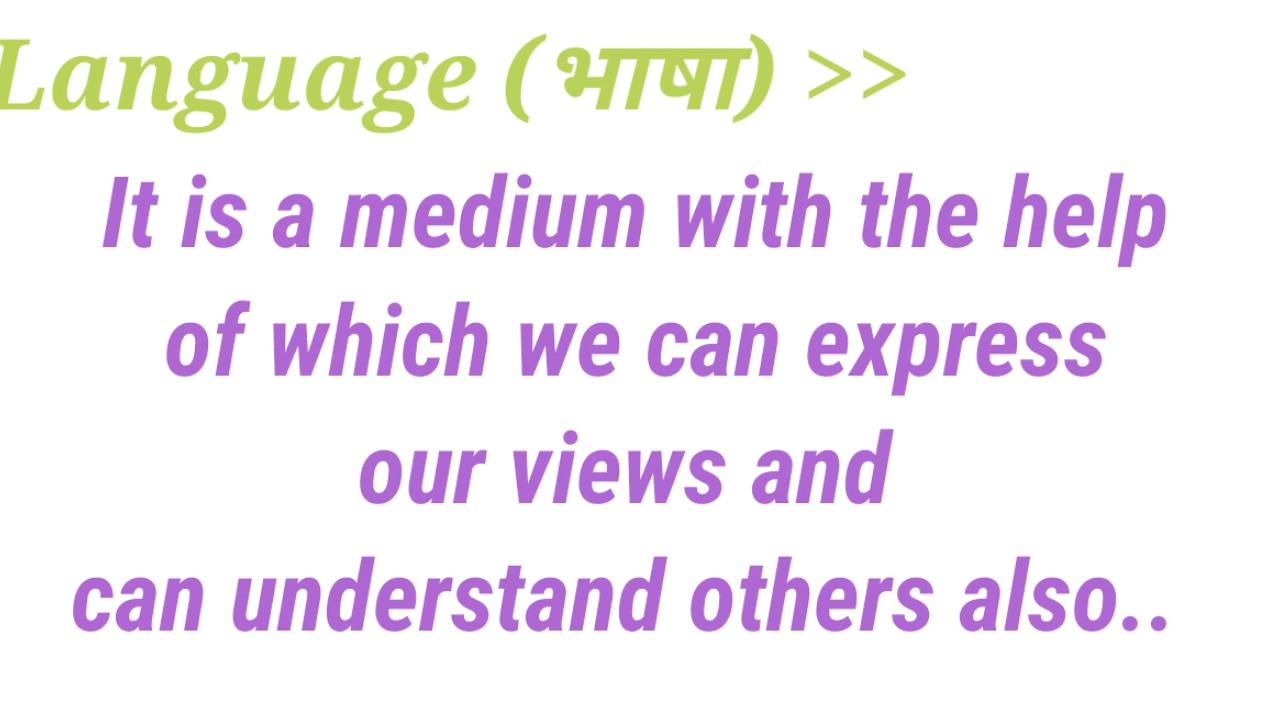 Language (भाषा) >>
It is a medium with the help
of which we can express
our views and
can understand others also..